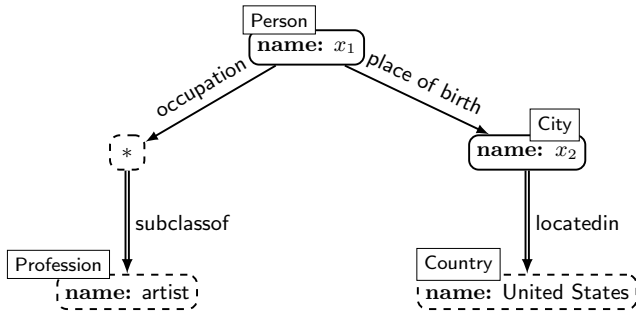 Person
name: x₁
occupation
place of birth
City
*
name: x₂
subclassof
locatedin
Profession
Country
name: artist
name: United States